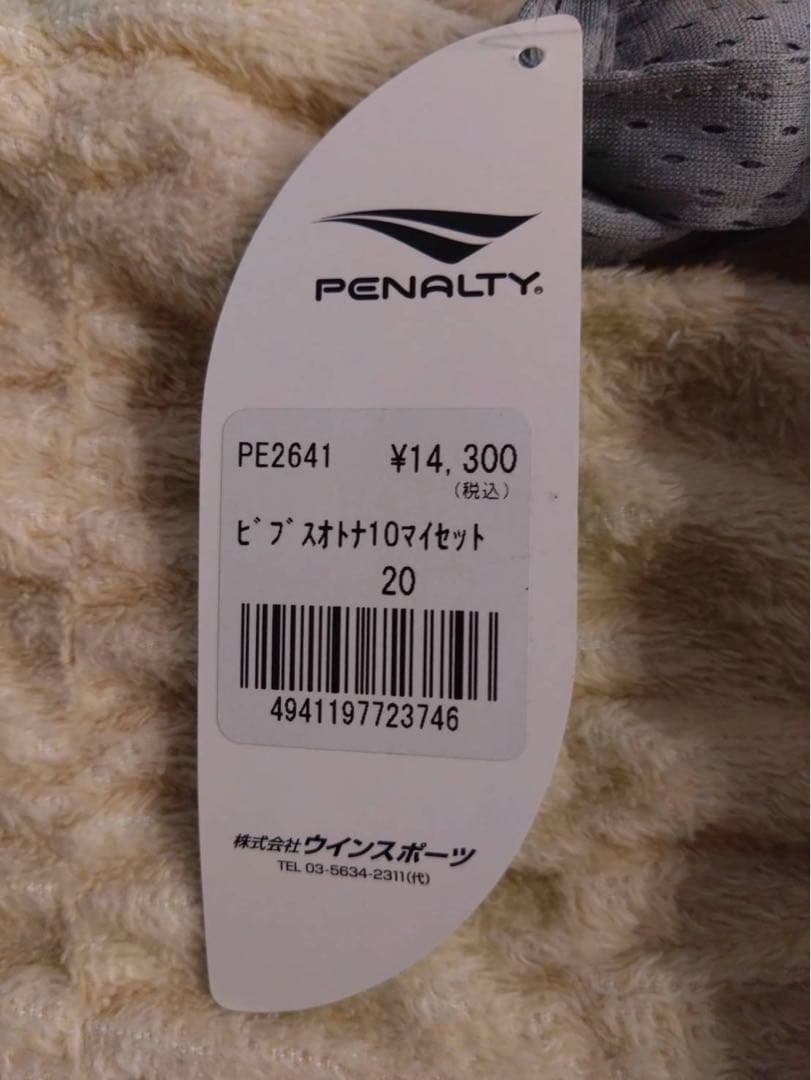 PENALTY®
PE2641 ¥14,300
(税込)
ﾋﾞﾌﾞｽｵﾄﾅ10ﾏｲｾｯﾄ
20
4941197723746
株式会社ウインスポーツ
TEL 03-5634-2311(代)